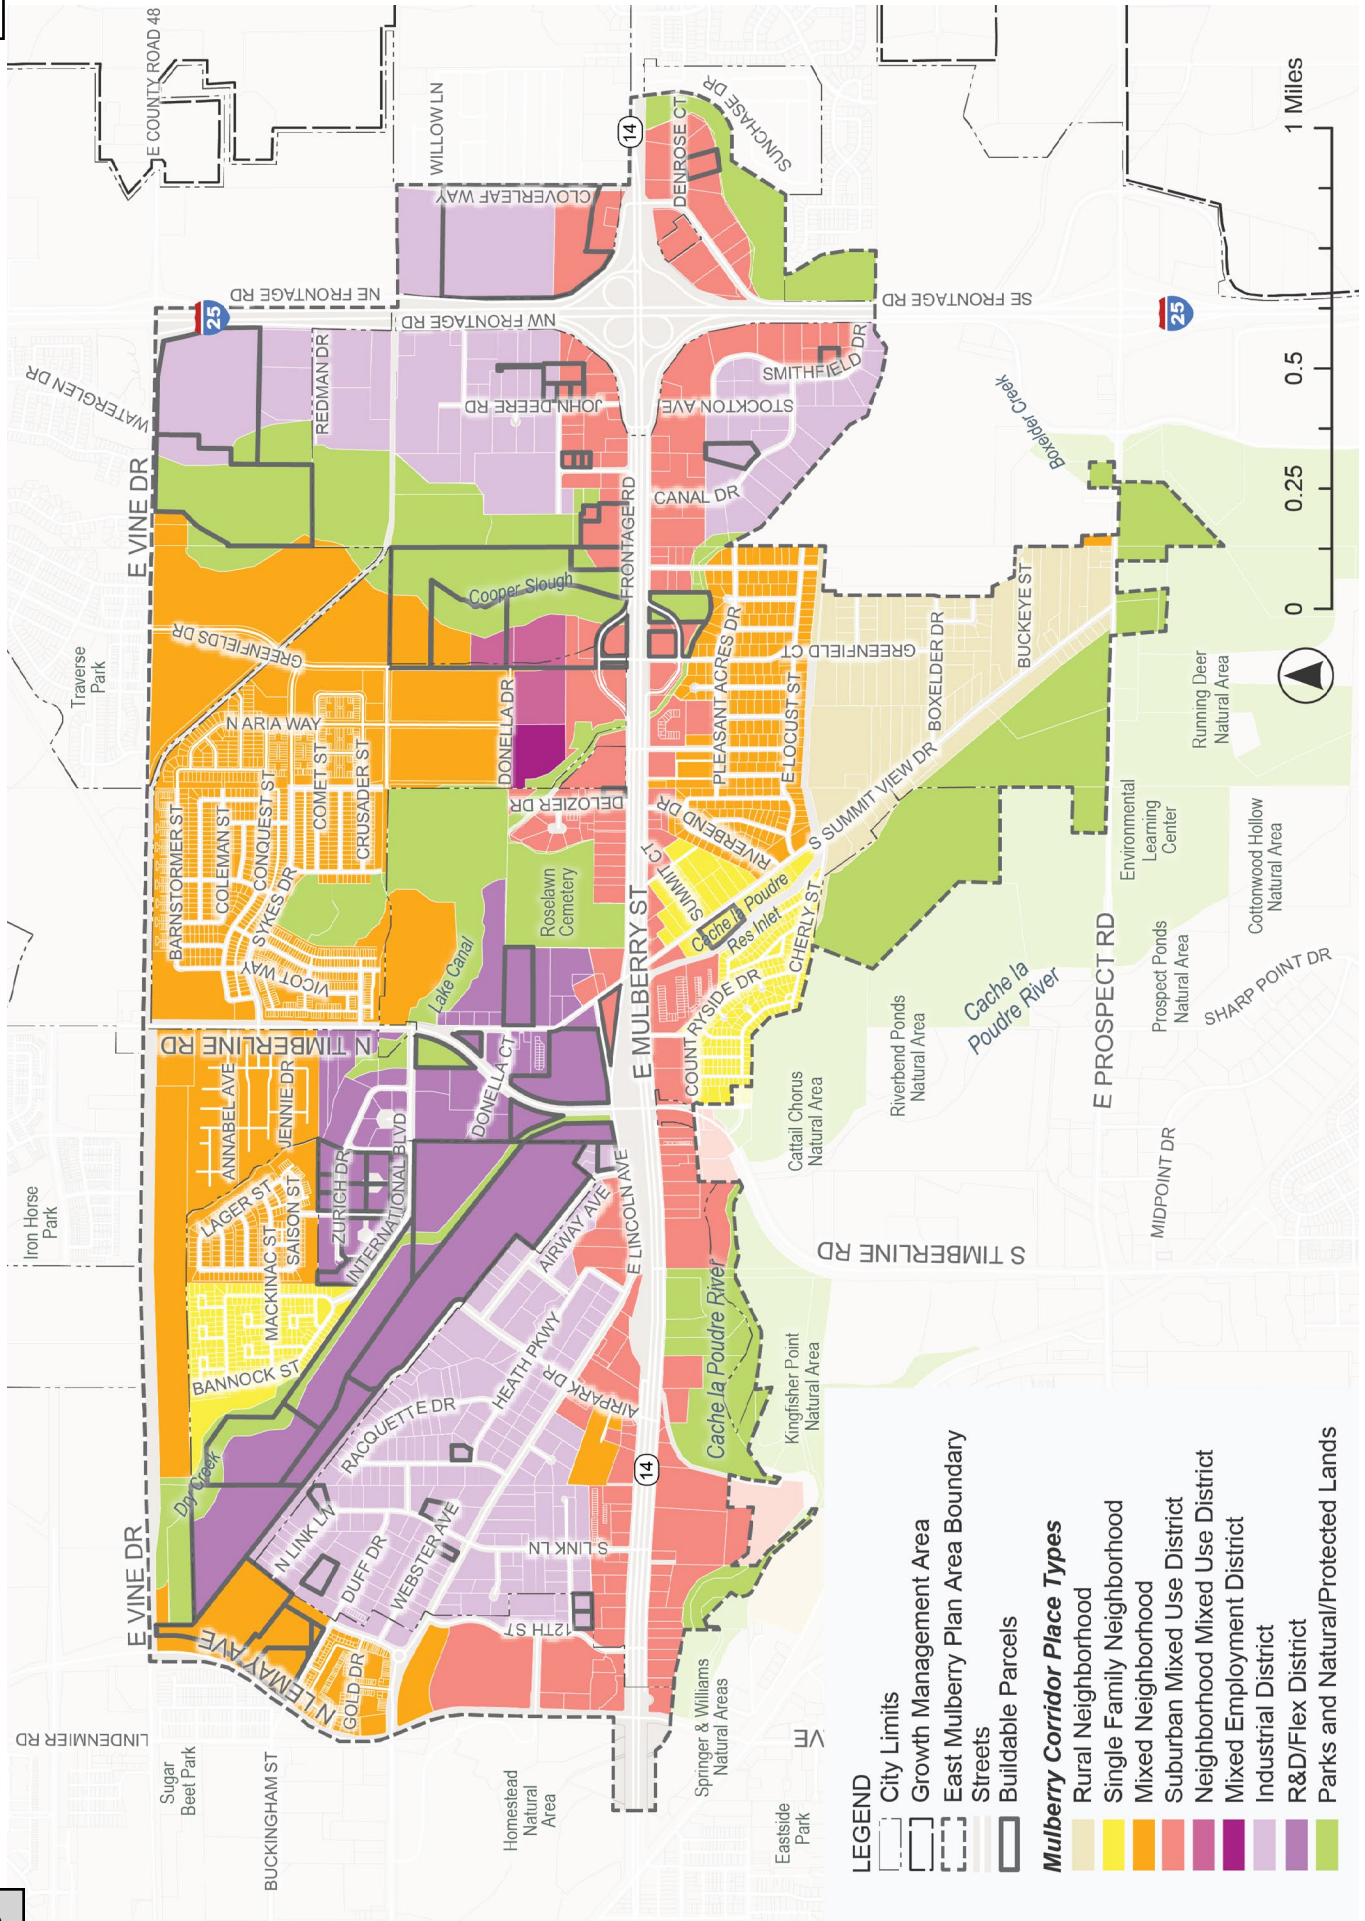 E COUNTY ROAD 48
WILLOW LN
14
DENROSE CT
SUNCHASE DR
CLOVERLEAF WAY
NE FRONTAGE RD
25
NW FRONTAGE RD
SE FRONTAGE RD
25
WATERGLEN DR
REDMAN DR
JOHN DEERE RD
STOCKTON AVE
SMITHFIELD DR
Boxelder Creek
E VINE DR
FRONTAGE RD
CANAL DR
Cooper Slough
GREENFIELDS DR
Traverse
Park
N ARIA WAY
DONELLA DR
PLEASANT ACRES DR
GREENFIELD CT
E LOCUST ST
BOXELDER DR
BUCKEYE ST
Running Deer
Natural Area
BARNSTORMER ST
COLEMAN ST
CONQUEST ST
COMET ST
CRUSADER ST
SYKES DR
VICOT WAY
DELOZIER DR
RIVERBEND DR
S SUMMIT VIEW DR
SUMMIT CT
Roselawn
Cemetery
E MULBERRY ST
Cache la Poudre
Res Inlet
CHERLY ST
Environmental
Learning
Center
Cottonwood Hollow
Natural Area
Lake Canal
COUNTRYSIDE DR
Riverbend Ponds
Natural Area
Cache la
Poudre River
E PROSPECT RD
Prospect Ponds
Natural Area
SHARP POINT DR
N TIMBERLINE RD
ANNABEL AVE
JENNIE DR
DONELLA CT
Cattail Chorus
Natural Area
Iron Horse
Park
LAGER ST
MACKINAC ST
SAISON ST
ZURICH DR
INTERNATIONAL BLVD
AIRWAY AVE
E LINCOLN AVE
S TIMBERLINE RD
MIDPOINT DR
BANNOCK ST
RACQUETTE DR
HEATH PKWY
AIRPARK DR
Cache la Poudre River
Kingfisher Point
Natural Area
Dry Creek
E VINE DR
N LINK LN
DUFF DR
WEBSTER AVE
S LINK LN
14
12TH ST
N LEMAY AVE
GOLD DR
LINDENMIER RD
Sugar
Beet Park
BUCKINGHAM ST
Homestead
Natural
Area
Springer & Williams
Natural Areas
Eastside
Park
VE
LEGEND
City Limits
Growth Management Area
East Mulberry Plan Area Boundary
Streets
Buildable Parcels
Mulberry Corridor Place Types
Rural Neighborhood
Single Family Neighborhood
Mixed Neighborhood
Suburban Mixed Use District
Neighborhood Mixed Use District
Mixed Employment District
Industrial District
R&D/Flex District
Parks and Natural/Protected Lands
0 0.25 0.5 1 Miles